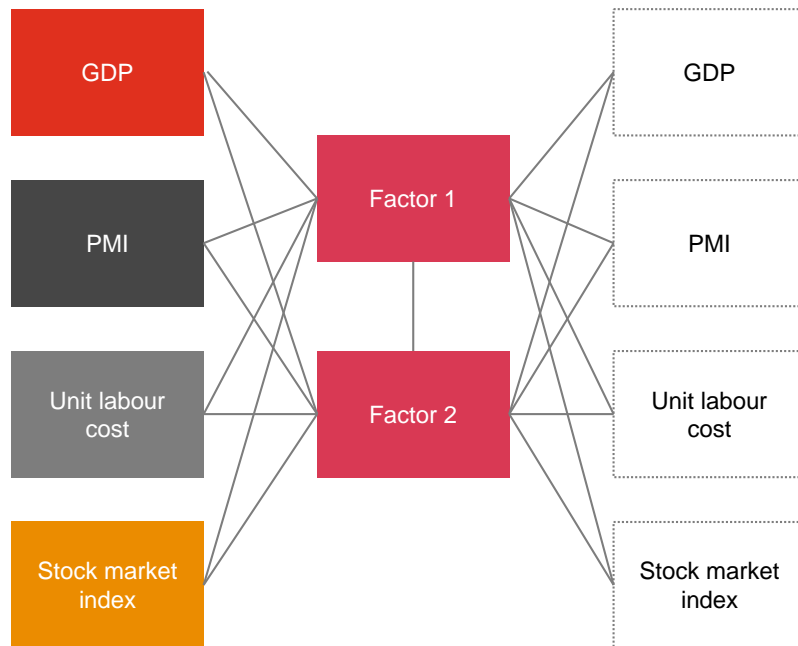 GDP
PMI
Unit labour
cost
Stock market
index
Factor 1
Factor 2
GDP
PMI
Unit labour
cost
Stock market
index